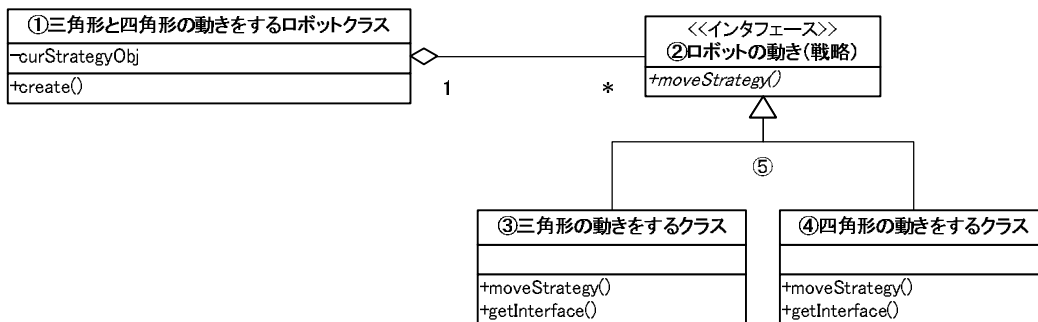 ①三角形と四角形の動きをするロボットクラス
-curStrategyObj
+create()
1
*
<<インタフェース>>
②ロボットの動き(戦略)
+moveStrategy()
⑤
③三角形の動きをするクラス
+moveStrategy()
+getInterface()
④四角形の動きをするクラス
+moveStrategy()
+getInterface()